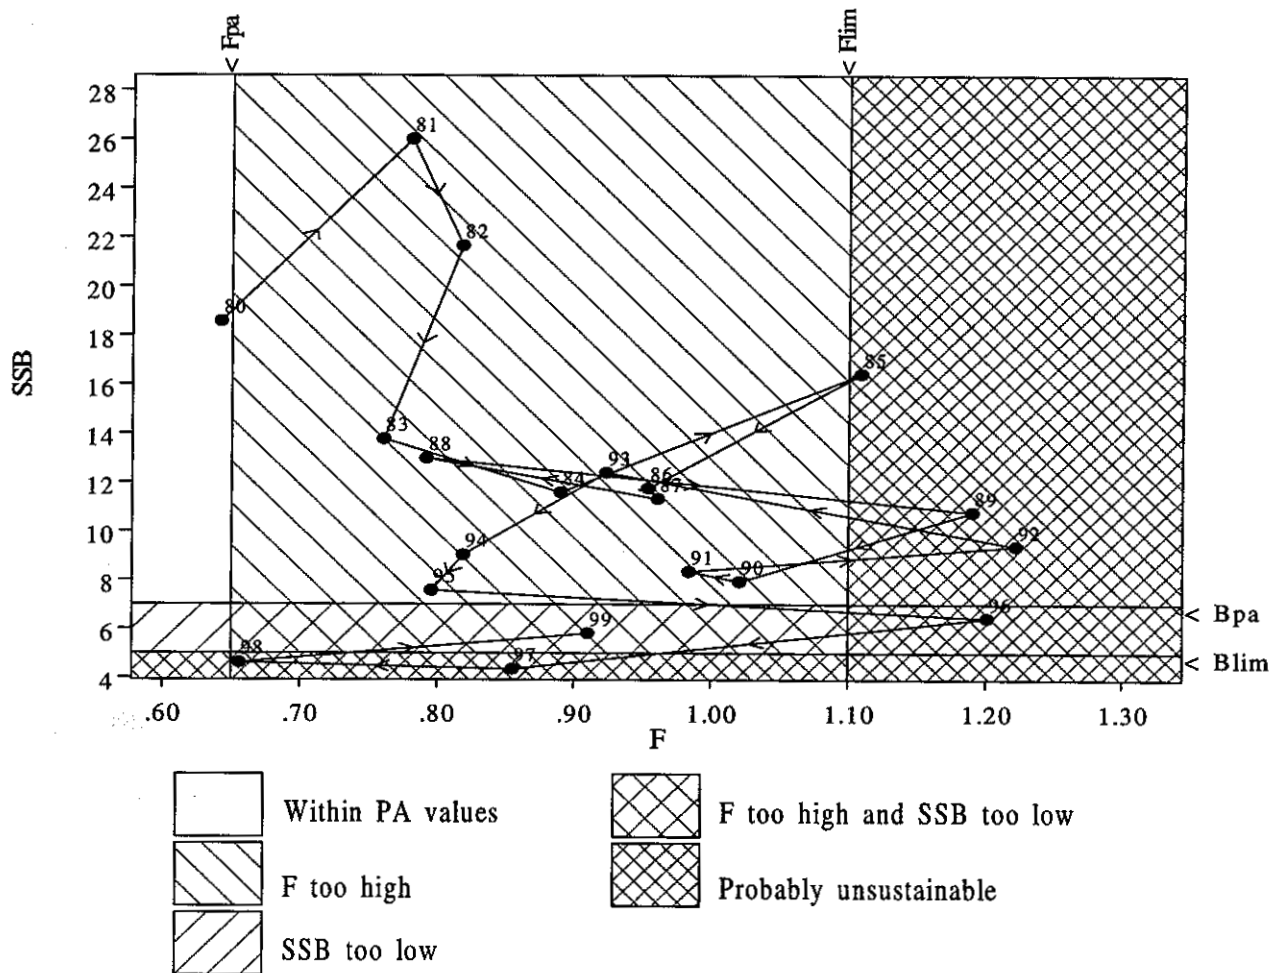 < Fpa
< Flim
28
26
24
22
20
18
16
14
12
10
8
6
4
SSB
81
82
80
85
83
88
93
86
84
87
89
92
94
91
90
95
96
99
98
97
< Bpa
< Blim
.60 .70 .80 .90 1.00 1.10 1.20 1.30
F
Within PA values
F too high
SSB too low
F too high and SSB too low
Probably unsustainable